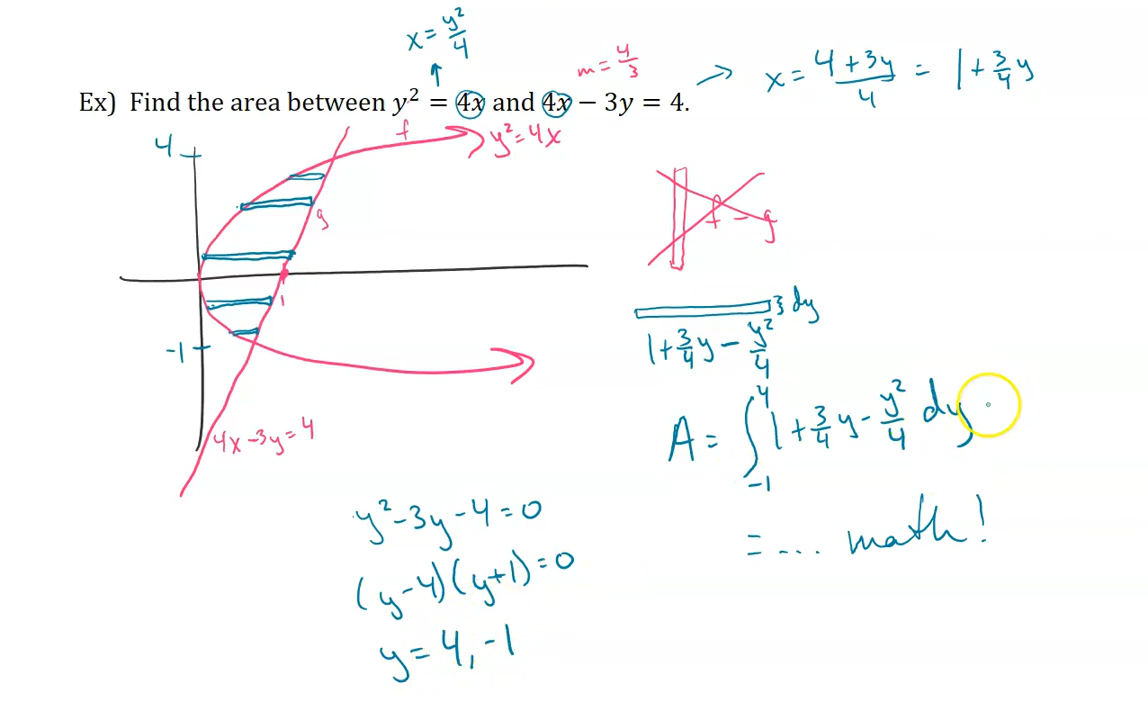 x = y²/4
m = 4/3
→ x = (4 + 3y)/4 = 1 + 3/4 y
Ex) Find the area between y² = 4x and 4x − 3y = 4.
4
f
y² = 4x
g
f − g
1
dy
1 + 3/4 y − y²/4
-1
A = ∫₋₁⁴ 1 + 3/4 y − y²/4 dy
4x − 3y = 4
y² − 3y − 4 = 0
= ... math!
(y − 4)(y + 1) = 0
y = 4, −1